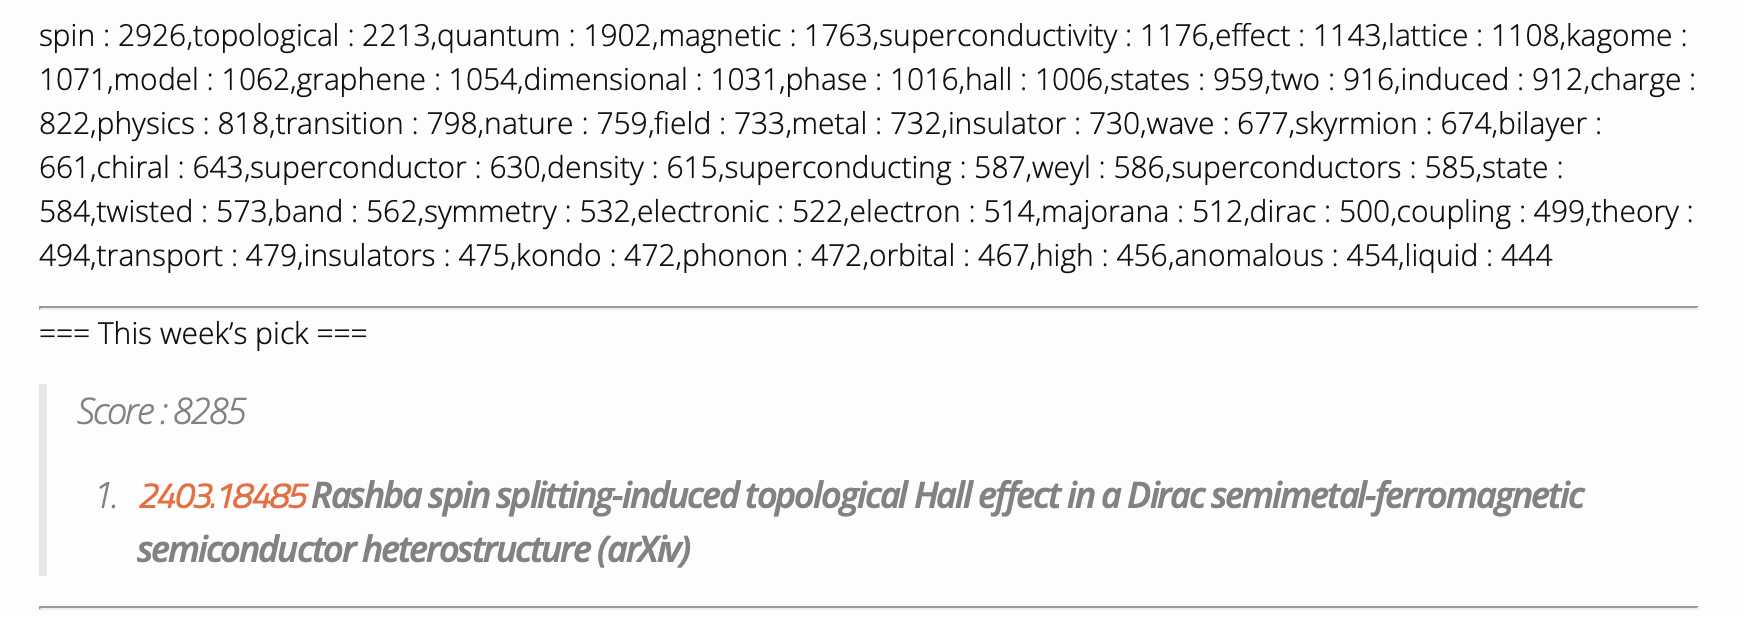 spin : 2926,topological : 2213,quantum : 1902,magnetic : 1763,superconductivity : 1176,effect : 1143,lattice : 1108,kagome :
1071,model : 1062,graphene : 1054,dimensional : 1031,phase : 1016,hall : 1006,states : 959,two : 916,induced : 912,charge :
822,physics : 818,transition : 798,nature : 759,field : 733,metal : 732,insulator : 730,wave : 677,skyrmion : 674,bilayer :
661,chiral : 643,superconductor : 630,density : 615,superconducting : 587,weyl : 586,superconductors : 585,state :
584,twisted : 573,band : 562,symmetry : 532,electronic : 522,electron : 514,majorana : 512,dirac : 500,coupling : 499,theory :
494,transport : 479,insulators : 475,kondo : 472,phonon : 472,orbital : 467,high : 456,anomalous : 454,liquid : 444
=== This week’s pick ===
Score : 8285
1. 2403.18485 Rashba spin splitting-induced topological Hall effect in a Dirac semimetal-ferromagnetic
semiconductor heterostructure (arXiv)